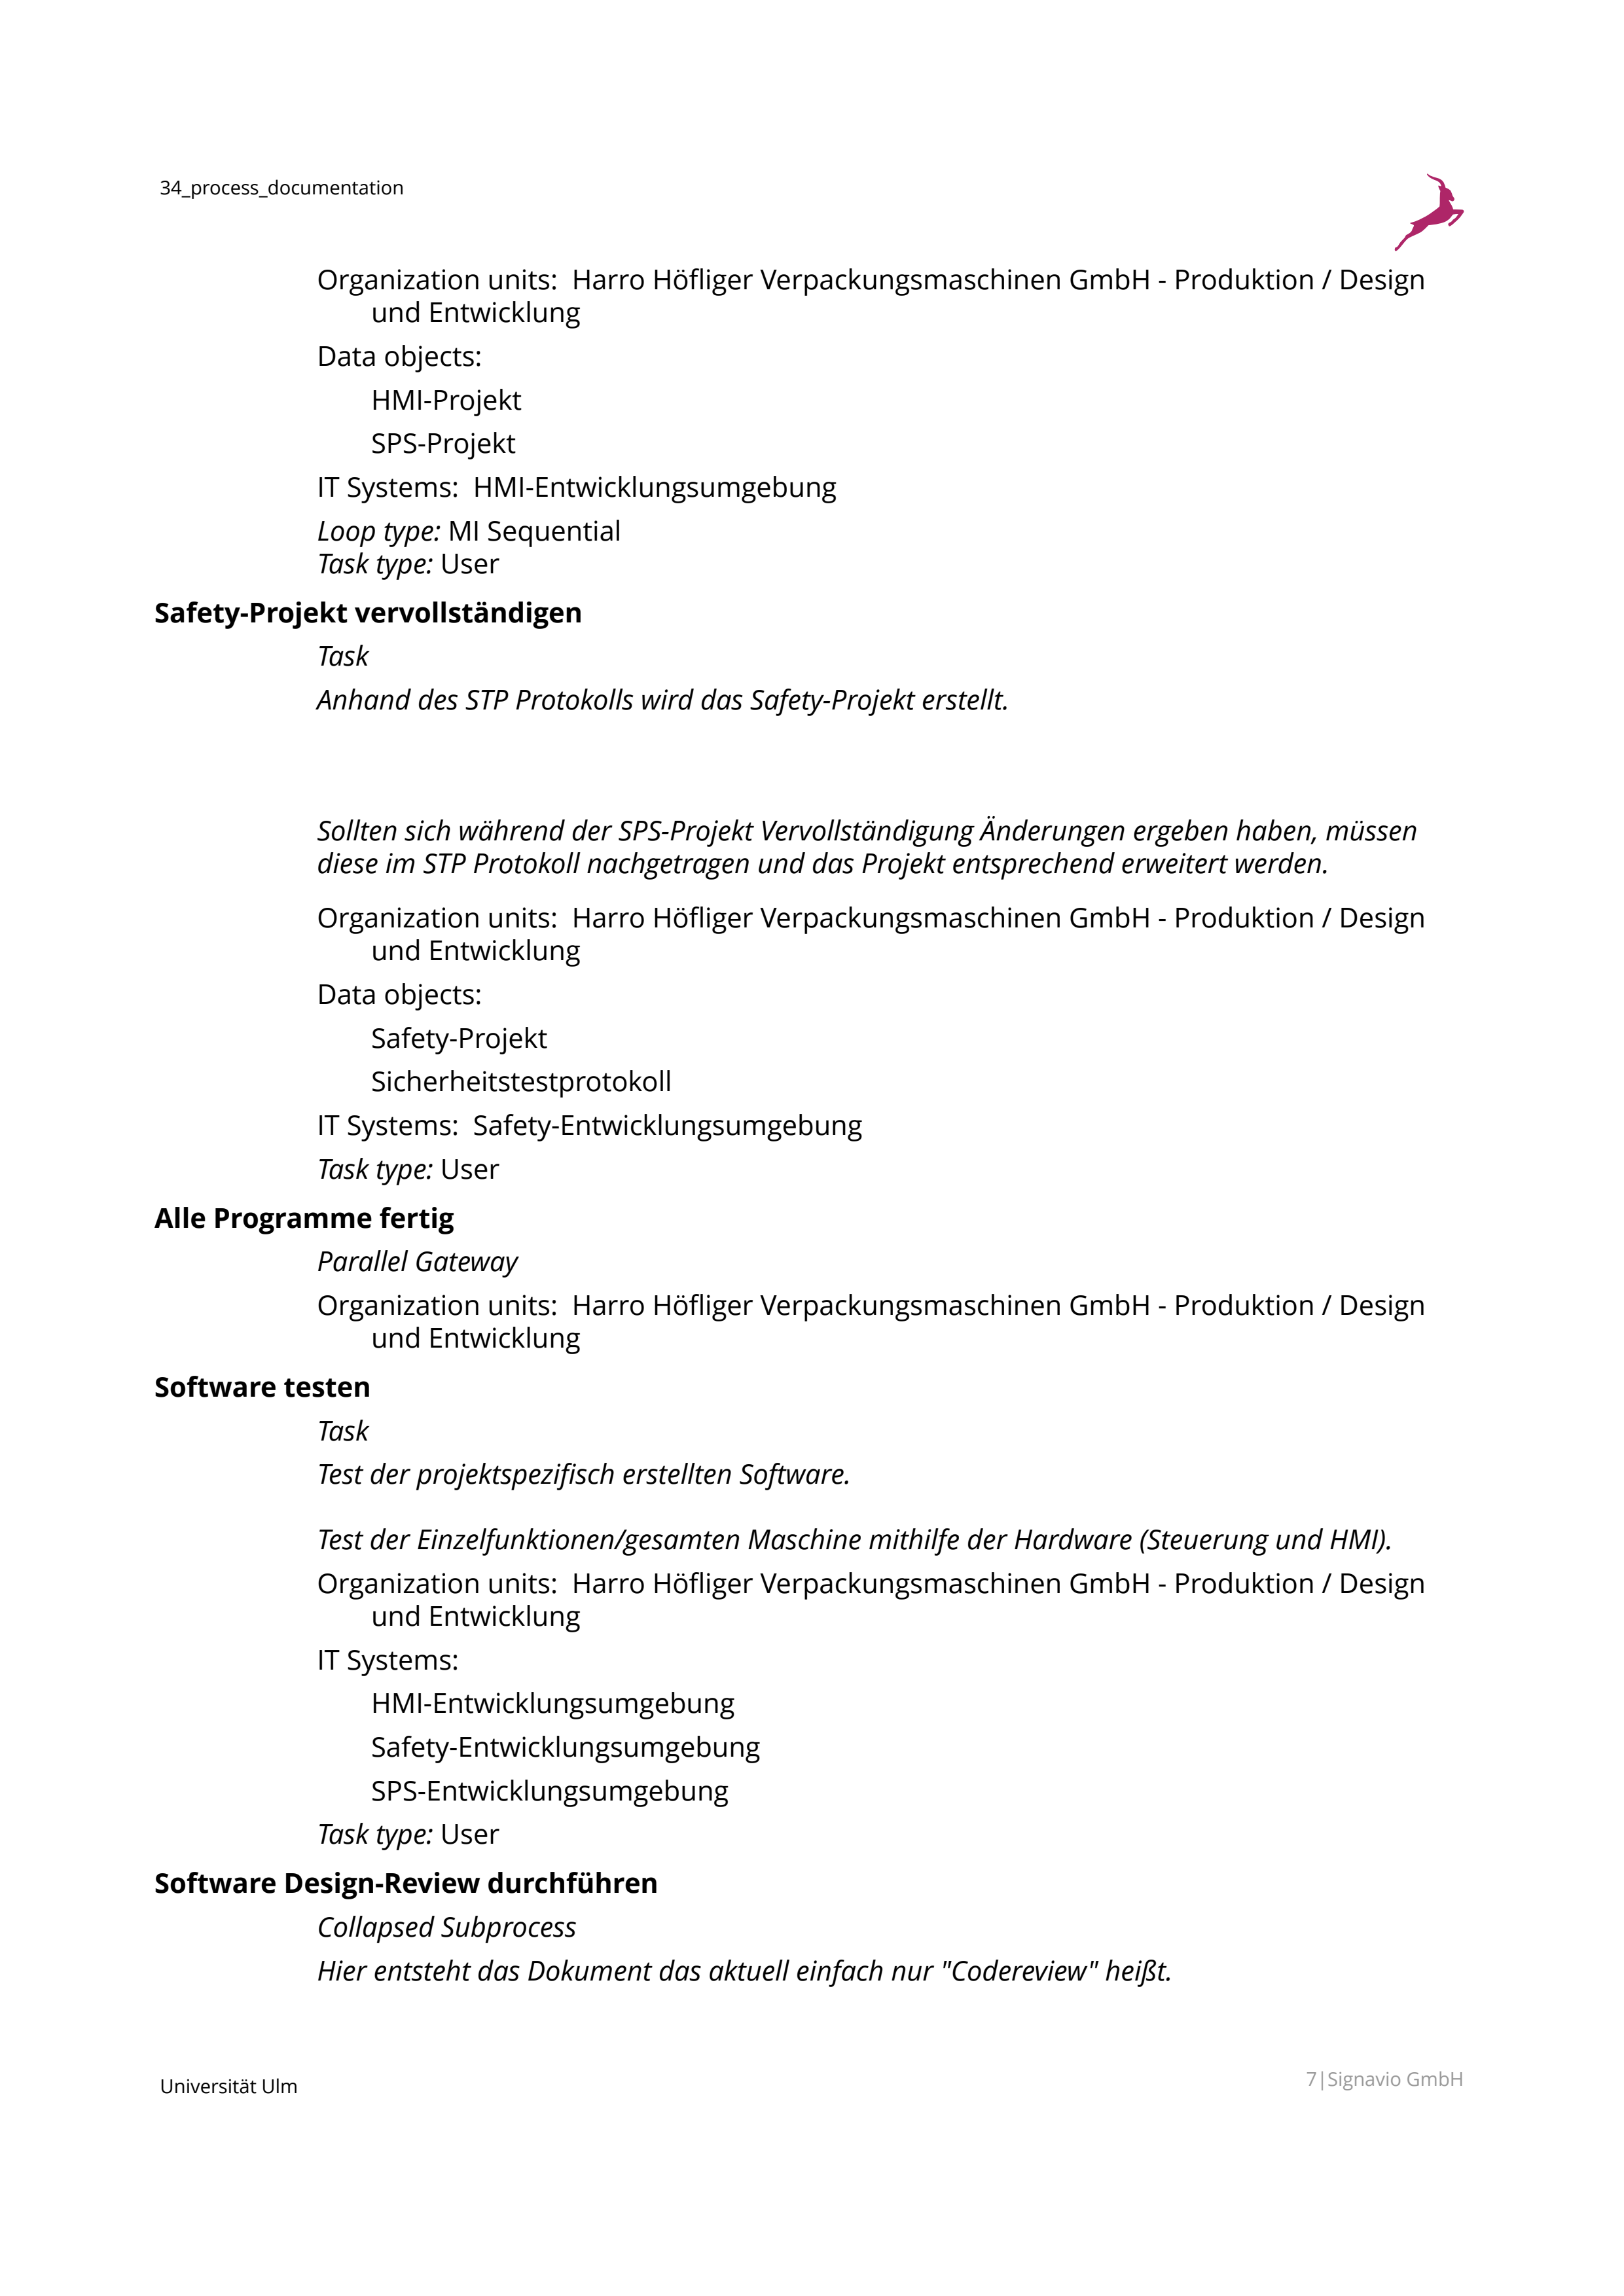 34_process_documentation
Organization units:  Harro Höfliger Verpackungsmaschinen GmbH - Produktion / Design
und Entwicklung
Data objects:
HMI-Projekt
SPS-Projekt
IT Systems:  HMI-Entwicklungsumgebung
Loop type: MI Sequential
Task type: User
Safety-Projekt vervollständigen
Task
Anhand des STP Protokolls wird das Safety-Projekt erstellt.
Sollten sich während der SPS-Projekt Vervollständigung Änderungen ergeben haben, müssen
diese im STP Protokoll nachgetragen und das Projekt entsprechend erweitert werden.
Organization units:  Harro Höfliger Verpackungsmaschinen GmbH - Produktion / Design
und Entwicklung
Data objects:
Safety-Projekt
Sicherheitstestprotokoll
IT Systems:  Safety-Entwicklungsumgebung
Task type: User
Alle Programme fertig
Parallel Gateway
Organization units:  Harro Höfliger Verpackungsmaschinen GmbH - Produktion / Design
und Entwicklung
Software testen
Task
Test der projektspezifisch erstellten Software.
Test der Einzelfunktionen/gesamten Maschine mithilfe der Hardware (Steuerung und HMI).
Organization units:  Harro Höfliger Verpackungsmaschinen GmbH - Produktion / Design
und Entwicklung
IT Systems:
HMI-Entwicklungsumgebung
Safety-Entwicklungsumgebung
SPS-Entwicklungsumgebung
Task type: User
Software Design-Review durchführen
Collapsed Subprocess
Hier entsteht das Dokument das aktuell einfach nur "Codereview" heißt.
Universität Ulm
7|Signavio GmbH